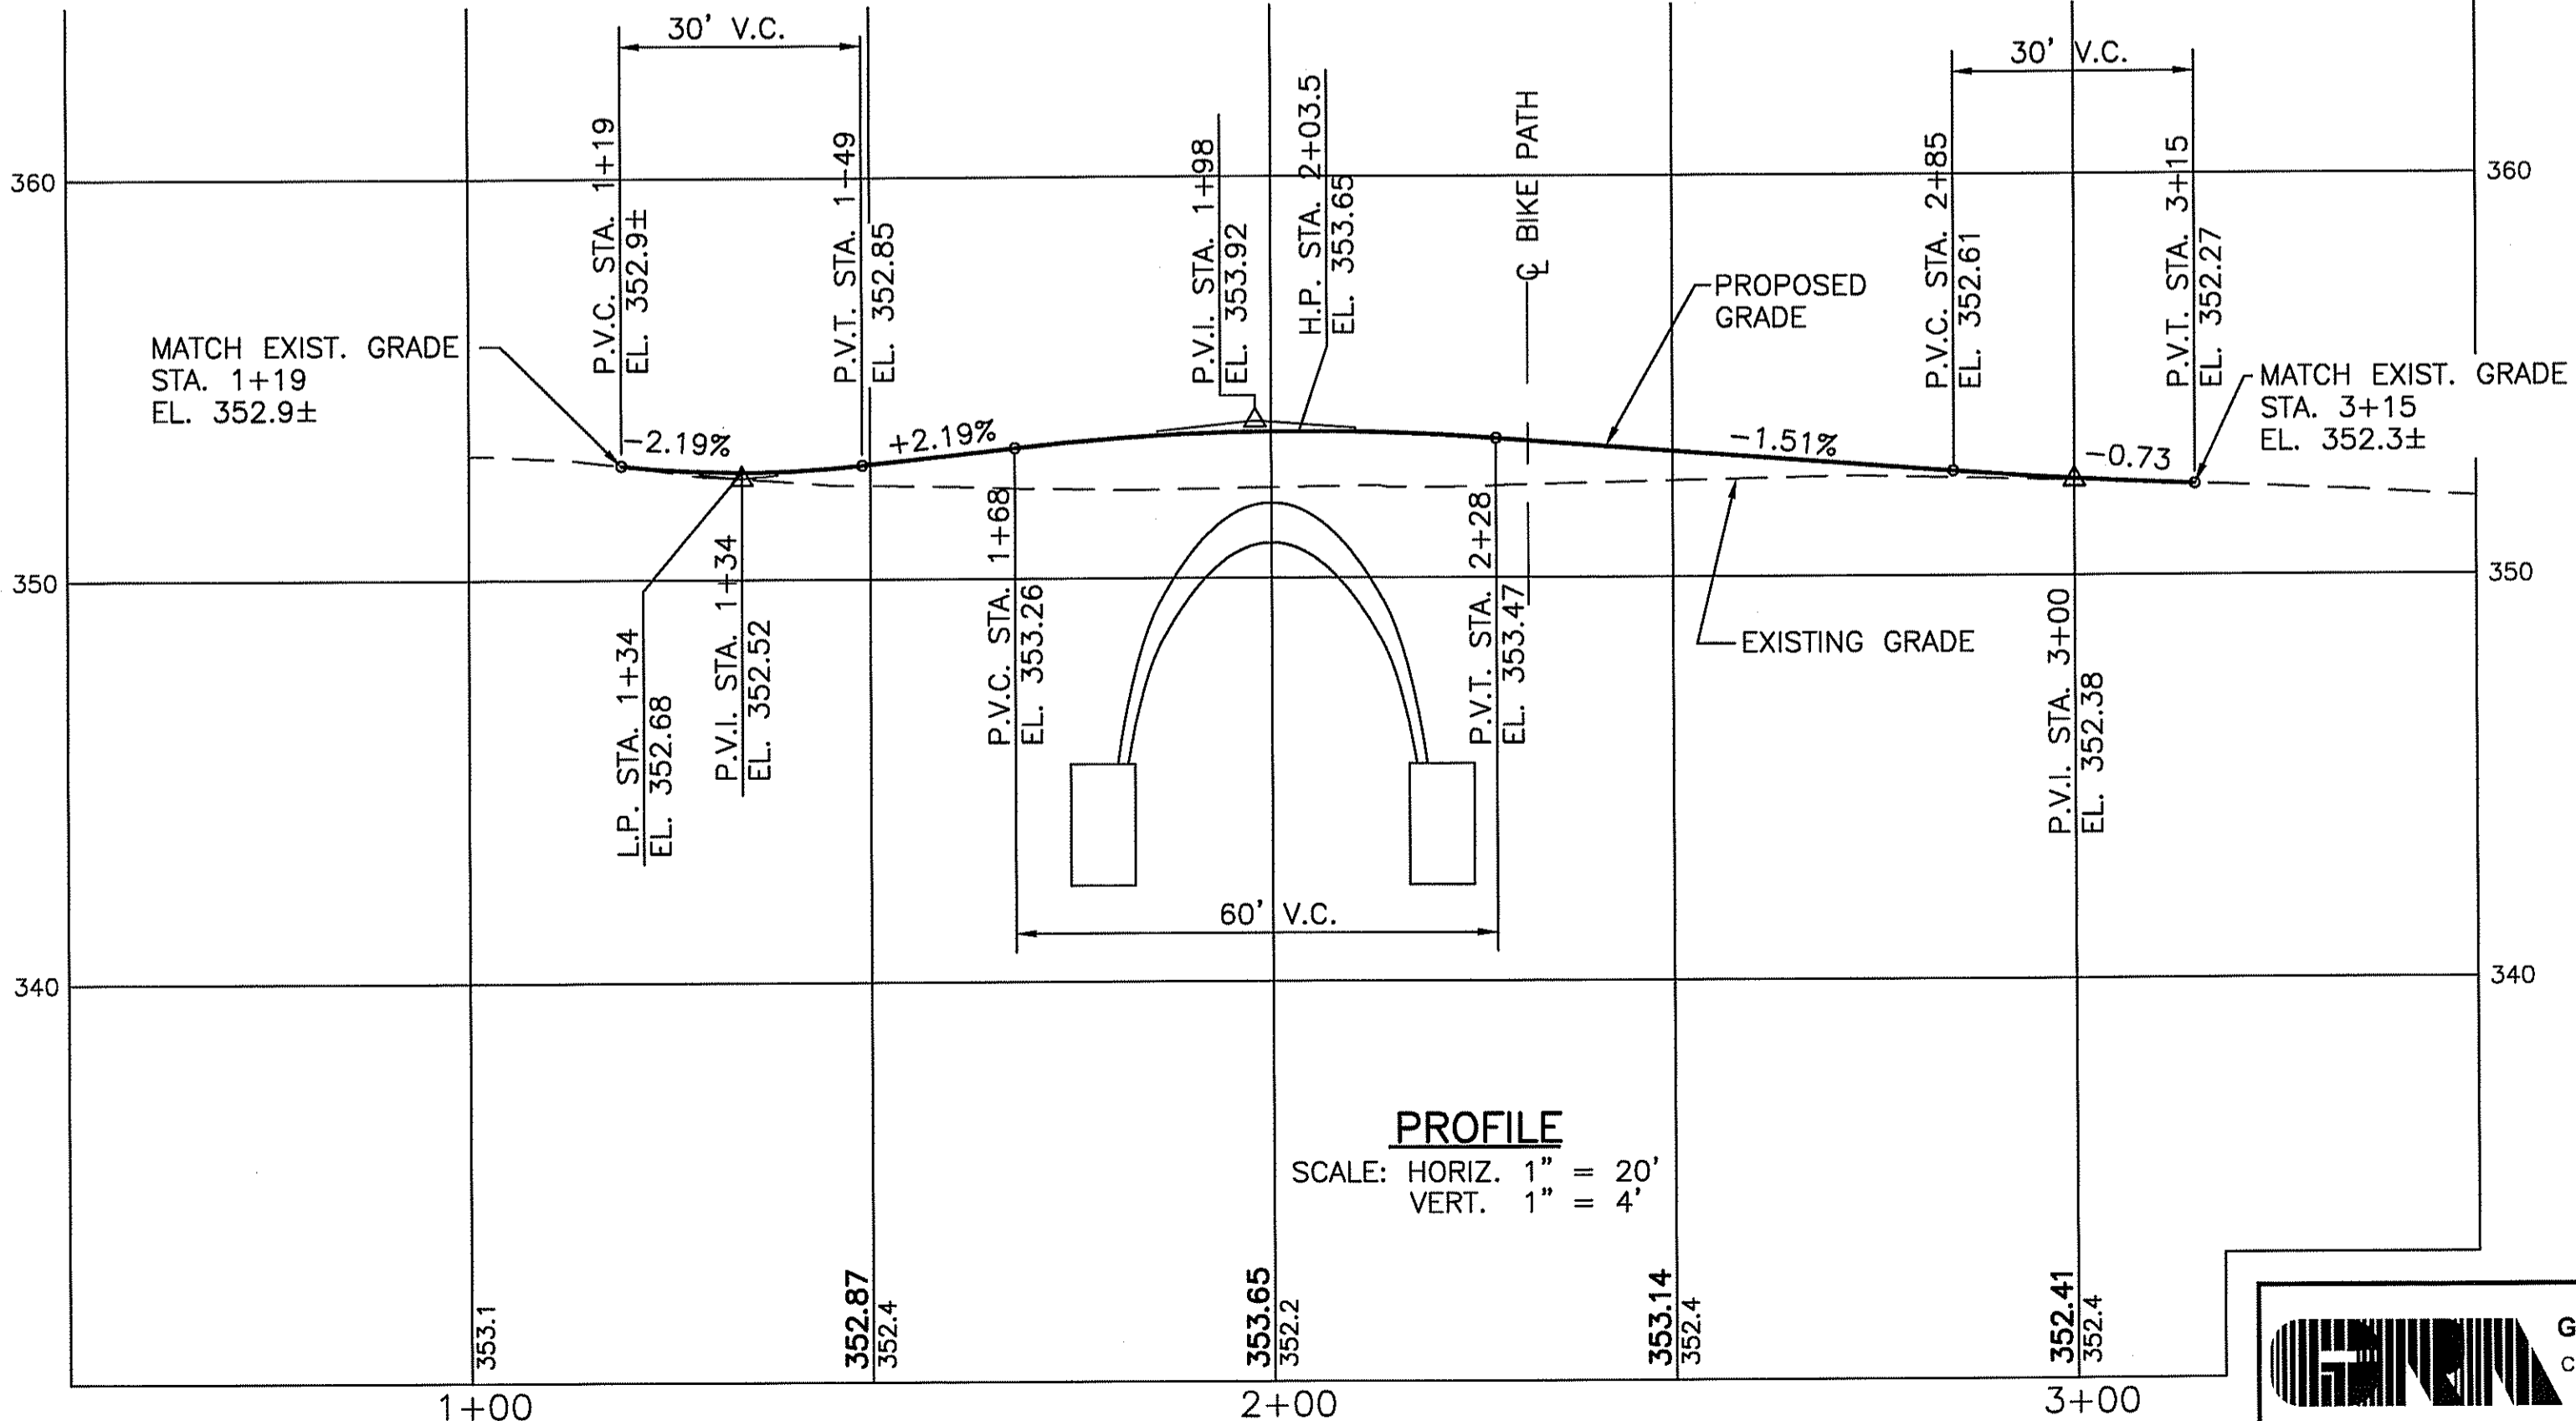 30' V.C.
30' V.C.
P.V.C. STA. 1+19
EL. 352.9±
P.V.T. STA. 1+49
EL. 352.85
P.V.I. STA. 1+98
EL. 353.92
H.P. STA. 2+03.5
EL. 353.65
℄ BIKE PATH
P.V.C. STA. 2+85
EL. 352.61
P.V.T. STA. 3+15
EL. 352.27
360
360
PROPOSED
GRADE
MATCH EXIST. GRADE
STA. 1+19
EL. 352.9±
MATCH EXIST. GRADE
STA. 3+15
EL. 352.3±
-2.19%
+2.19%
-1.51%
-0.73
350
350
L.P. STA. 1+34
EL. 352.68
P.V.I. STA. 1+34
EL. 352.52
P.V.C. STA. 1+68
EL. 353.26
P.V.T. STA. 2+28
EL. 353.47
EXISTING GRADE
P.V.I. STA. 3+00
EL. 352.38
60' V.C.
340
340
PROFILE
SCALE: HORIZ. 1" = 20'
VERT. 1" = 4'
353.1
352.87
352.4
353.65
352.2
353.14
352.4
352.41
352.4
1+00
2+00
3+00
G
C